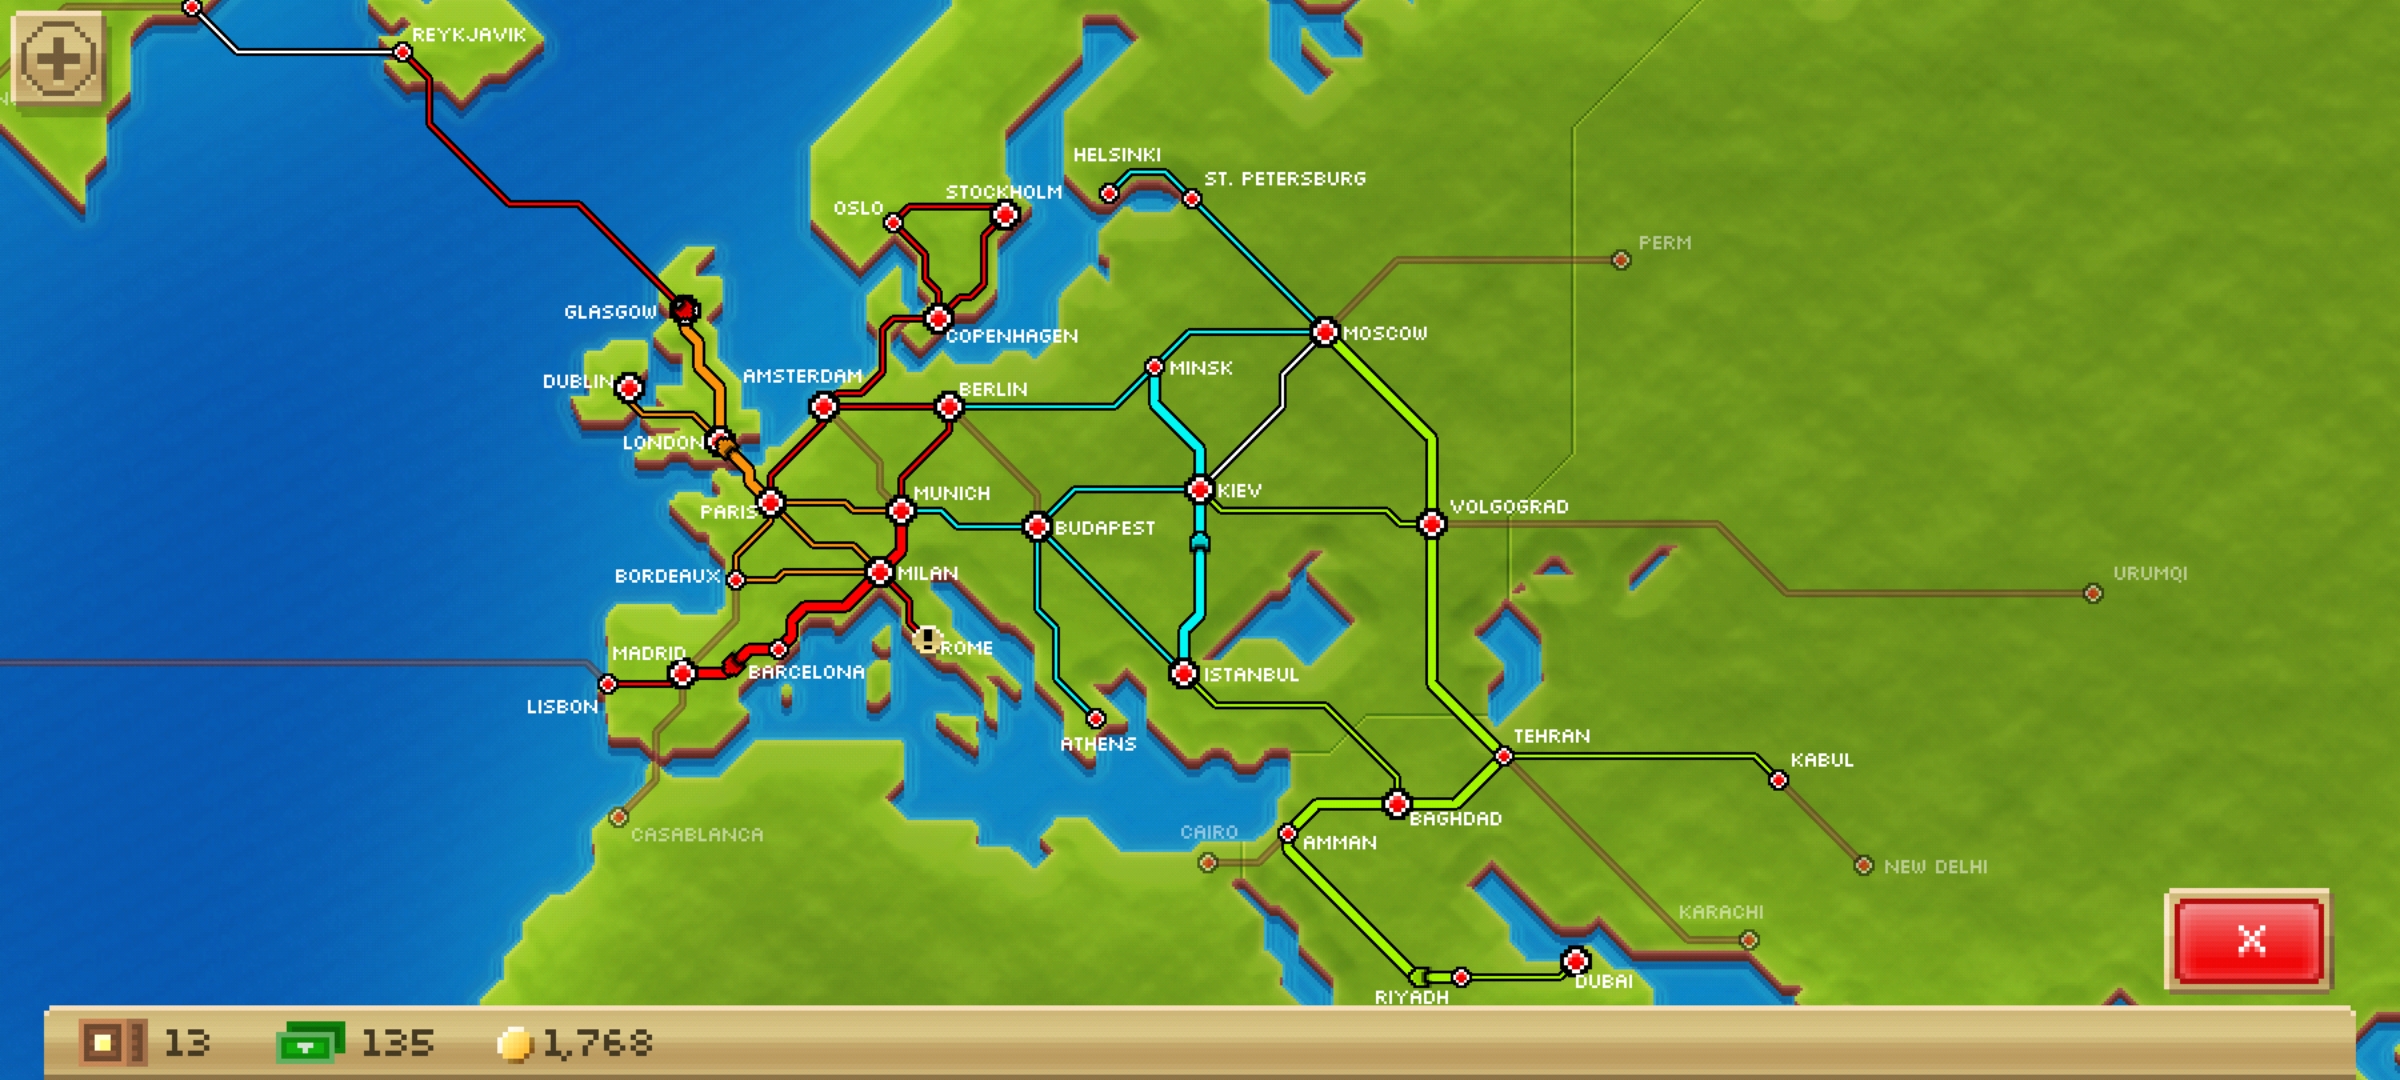 REYKJAVIK
HELSINKI
ST. PETERSBURG
STOCKHOLM
OSLO
PERM
GLASGOW
COPENHAGEN
MOSCOW
MINSK
DUBLIN
AMSTERDAM
BERLIN
LONDON
MUNICH
KIEV
VOLGOGRAD
PARIS
BUDAPEST
BORDEAUX
MILAN
URUMQI
MADRID
ROME
BARCELONA
ISTANBUL
LISBON
ATHENS
TEHRAN
KABUL
CASABLANCA
CAIRO
BAGHDAD
AMMAN
NEW DELHI
KARACHI
DUBAI
RIYADH
X
13 135 1,768